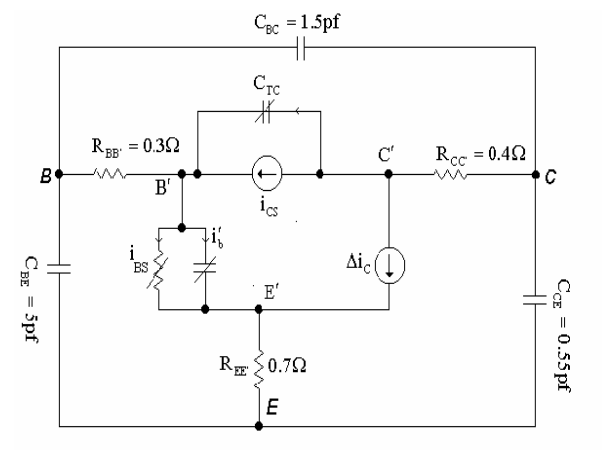 C_BC = 1.5pf
C_TC
R_BB' = 0.3Ω
C'
R_CC' = 0.4Ω
B
B'
C
i_CS
i_BS
i'_b
Δi_C
E'
C_BE = 5pf
C_CE = 0.55pf
R_EE'
0.7Ω
E